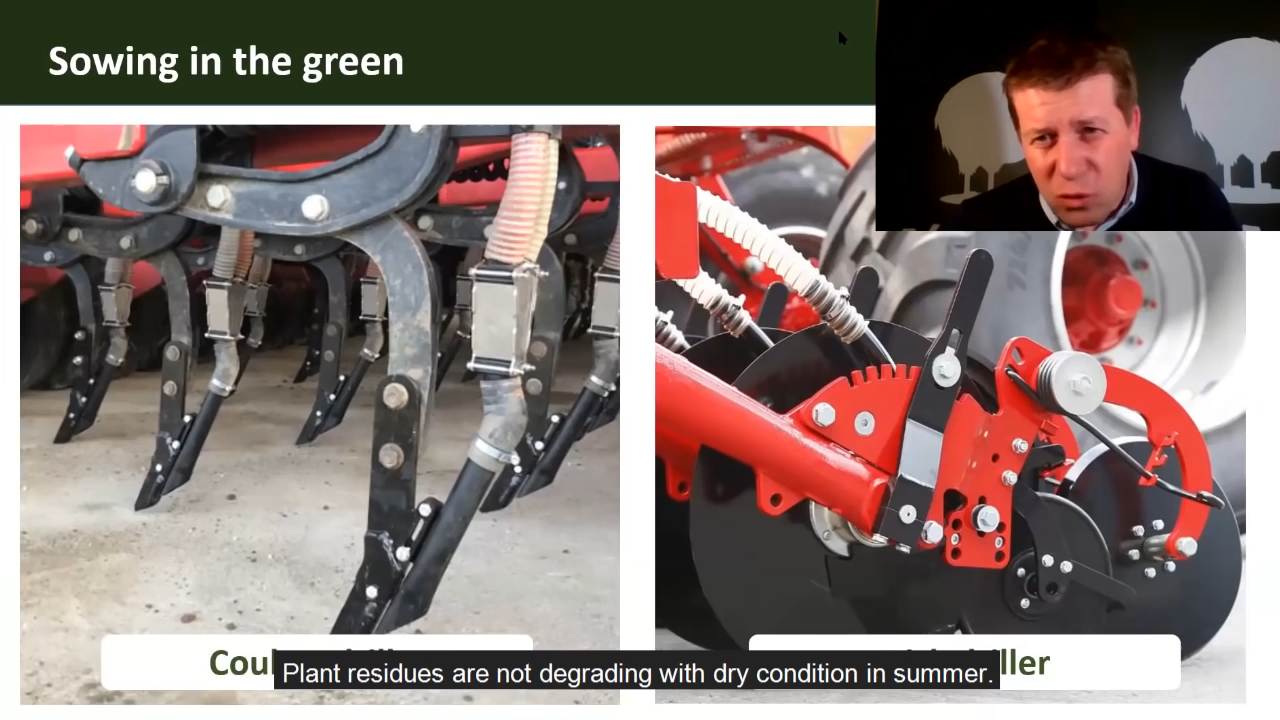 Sowing in the green
Plant residues are not degrading with dry condition in summer.